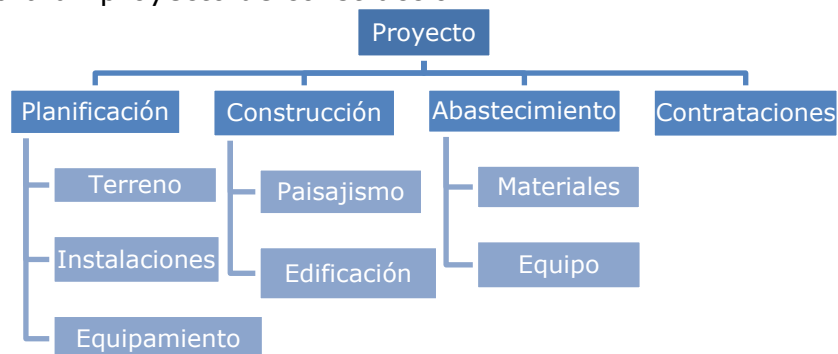 Proyecto
Planificación
Construcción
Abastecimiento
Contrataciones
Terreno
Instalaciones
Equipamiento
Paisajismo
Edificación
Materiales
Equipo